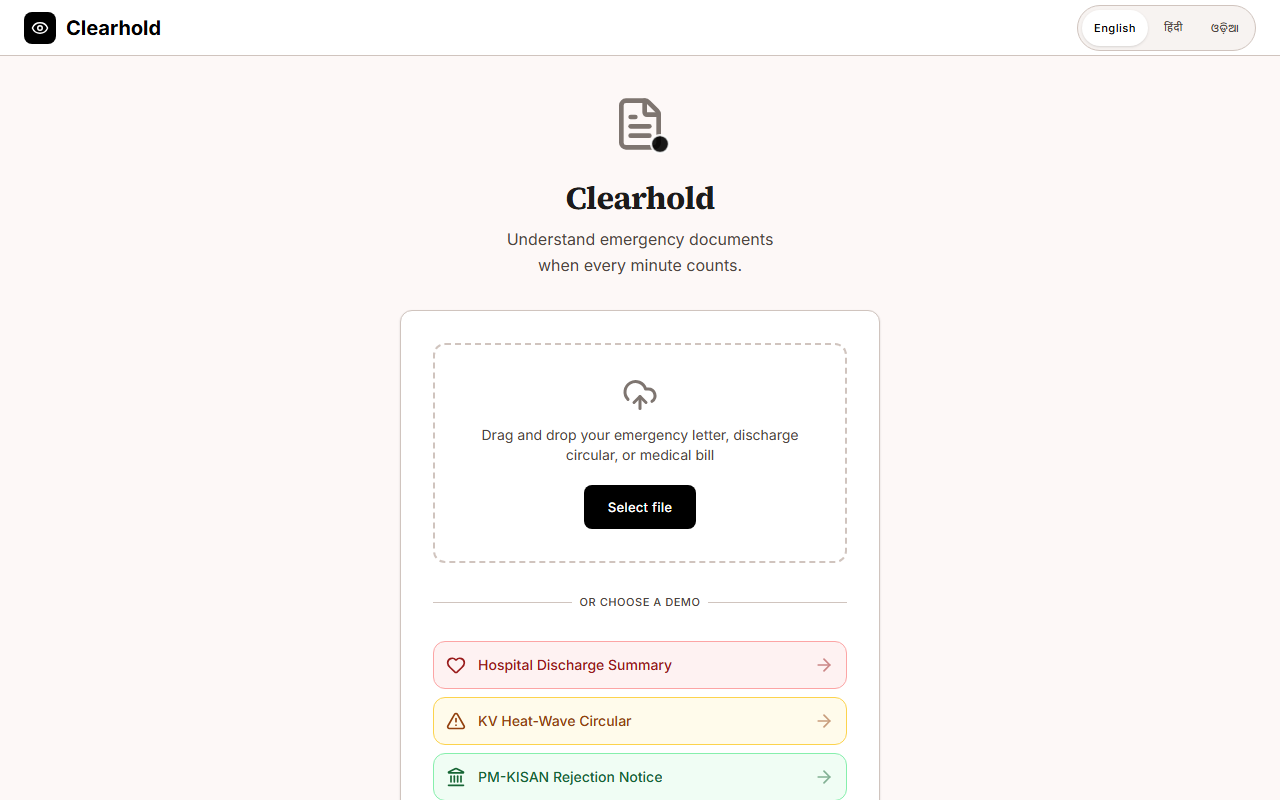 Clearhold
English
हिंदी
ଓଡ଼ିଆ
Clearhold
Understand emergency documents
when every minute counts.
Drag and drop your emergency letter, discharge
circular, or medical bill
Select file
OR CHOOSE A DEMO
Hospital Discharge Summary
KV Heat-Wave Circular
PM-KISAN Rejection Notice